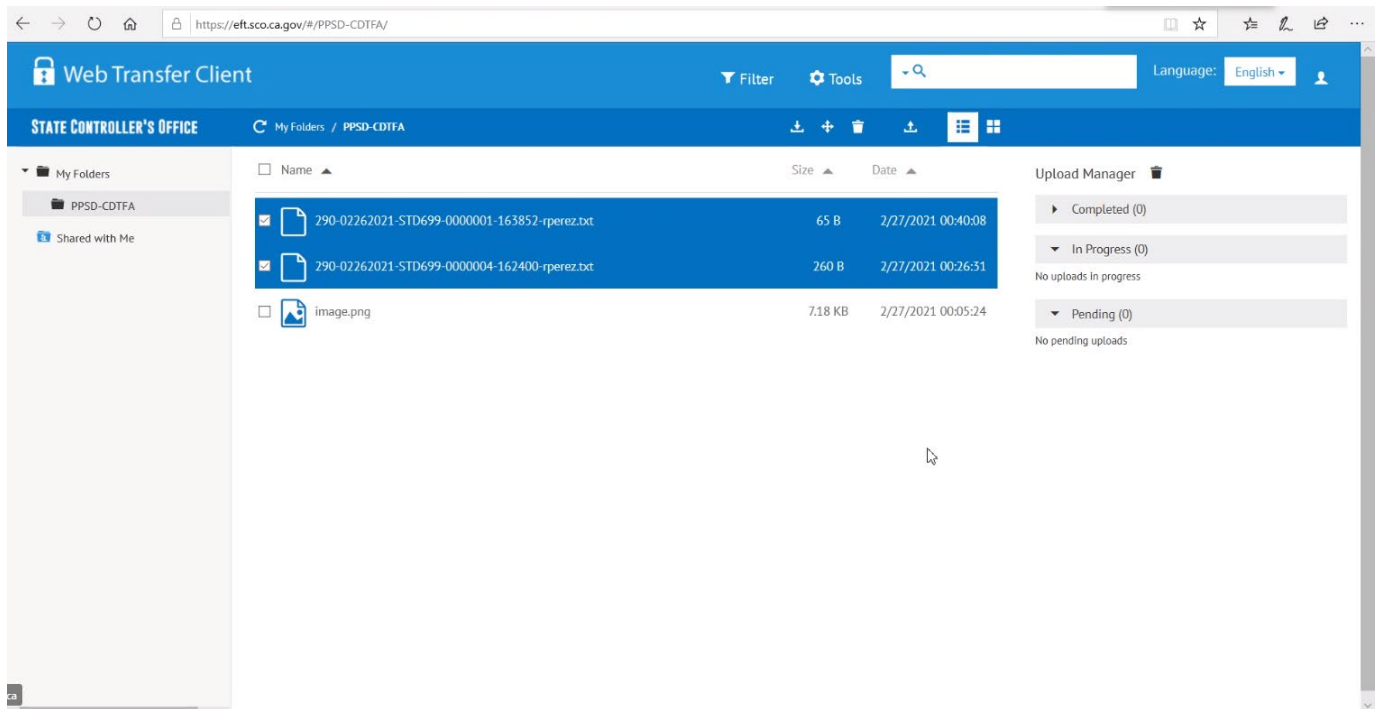 https://eft.sco.ca.gov/#/PPSD-CDTFA/
Web Transfer Client
Filter Tools Language: English
STATE CONTROLLER'S OFFICE My Folders / PPSD-CDTFA
My Folders
PPSD-CDTFA
Shared with Me
Name Size Date
290-02262021-STD699-0000001-163852-rperez.txt 65 B 2/27/2021 00:40:08
290-02262021-STD699-0000004-162400-rperez.txt 260 B 2/27/2021 00:26:31
image.png 7.18 KB 2/27/2021 00:05:24
Upload Manager
Completed (0)
In Progress (0)
No uploads in progress
Pending (0)
No pending uploads
ca